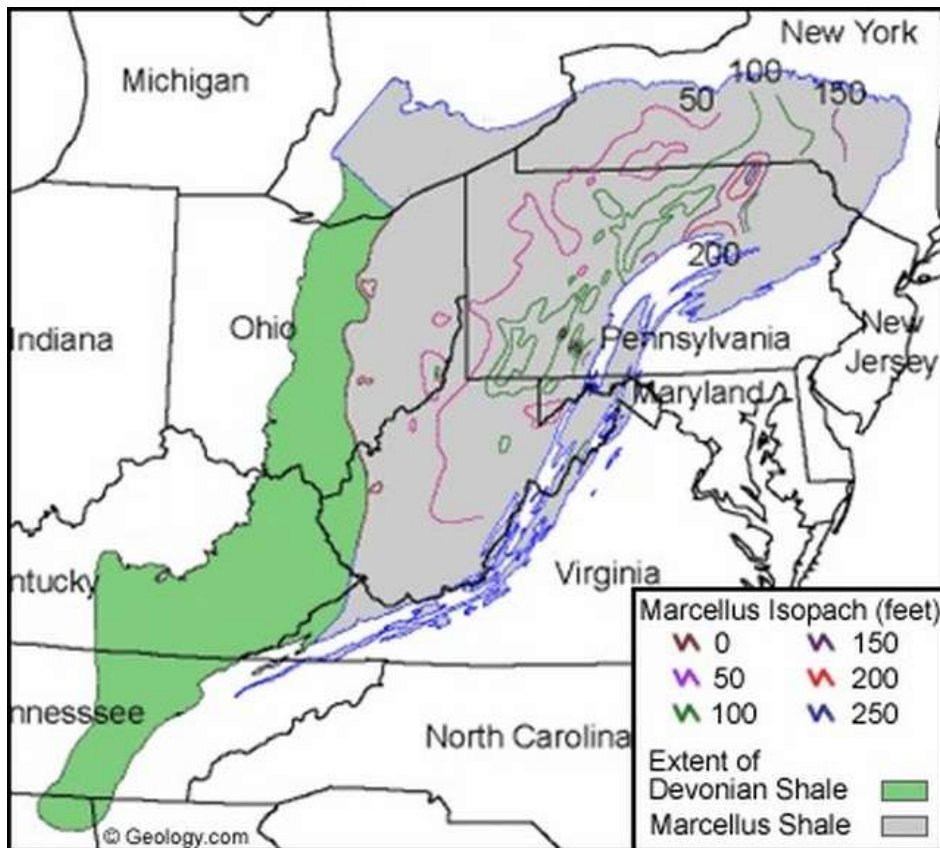 New York
Michigan
100
50
150
200
Indiana
Ohio
Pennsylvania
New
Jersey
Maryland
ntucky
Virginia
nnesssee
North Carolina
Marcellus Isopach (feet)
0 150
50 200
100 250
Extent of
Devonian Shale
Marcellus Shale
© Geology.com